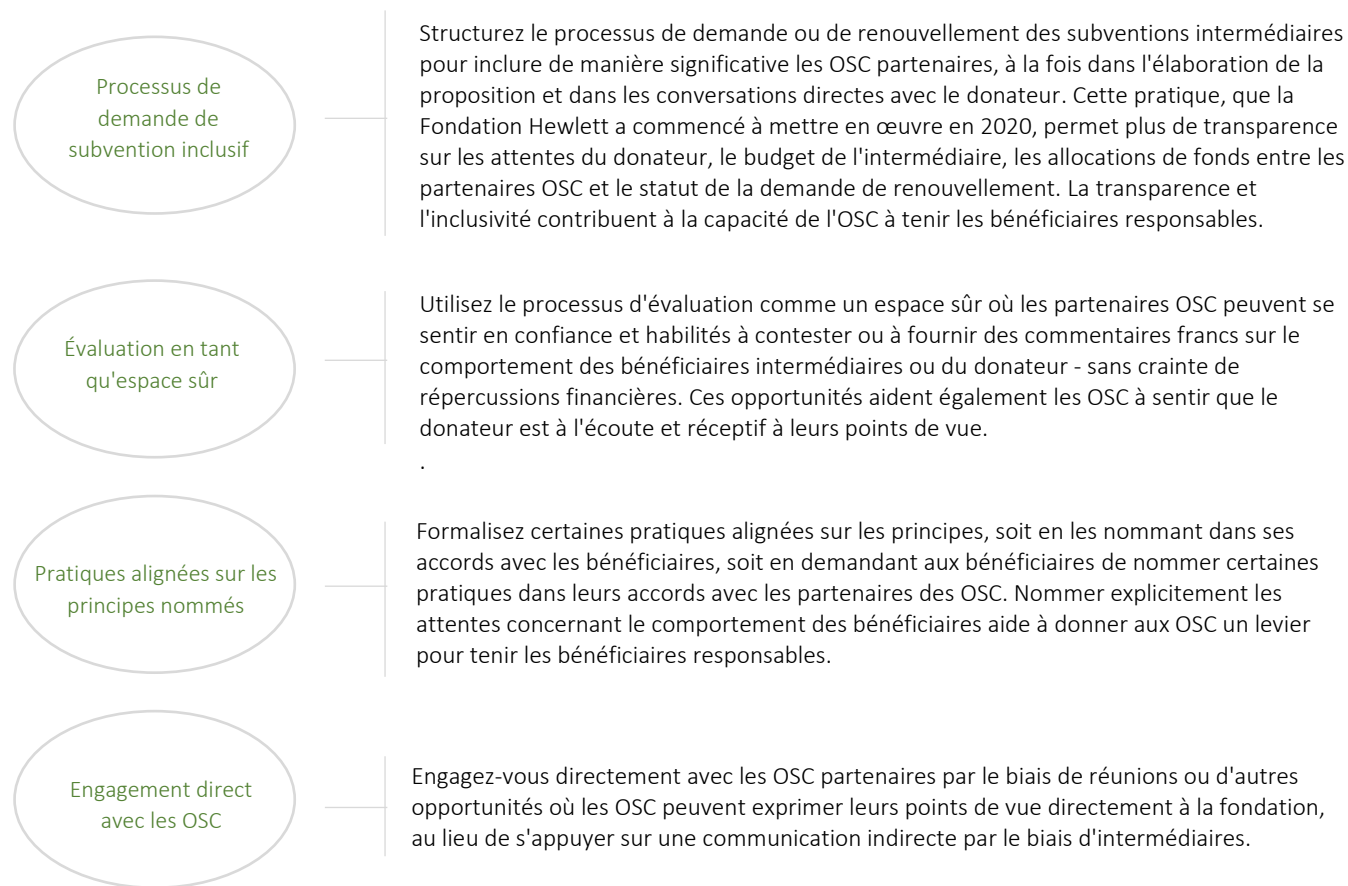 Processus de
demande de
subvention inclusif
Structurez le processus de demande ou de renouvellement des subventions intermédiaires
pour inclure de manière significative les OSC partenaires, à la fois dans l'élaboration de la
proposition et dans les conversations directes avec le donateur. Cette pratique, que la
Fondation Hewlett a commencé à mettre en œuvre en 2020, permet plus de transparence
sur les attentes du donateur, le budget de l'intermédiaire, les allocations de fonds entre les
partenaires OSC et le statut de la demande de renouvellement. La transparence et
l'inclusivité contribuent à la capacité de l'OSC à tenir les bénéficiaires responsables.
Évaluation en tant
qu'espace sûr
Utilisez le processus d'évaluation comme un espace sûr où les partenaires OSC peuvent se
sentir en confiance et habilités à contester ou à fournir des commentaires francs sur le
comportement des bénéficiaires intermédiaires ou du donateur - sans crainte de
répercussions financières. Ces opportunités aident également les OSC à sentir que le
donateur est à l'écoute et réceptif à leurs points de vue.
.
Pratiques alignées sur les
principes nommés
Formalisez certaines pratiques alignées sur les principes, soit en les nommant dans ses
accords avec les bénéficiaires, soit en demandant aux bénéficiaires de nommer certaines
pratiques dans leurs accords avec les partenaires des OSC. Nommer explicitement les
attentes concernant le comportement des bénéficiaires aide à donner aux OSC un levier
pour tenir les bénéficiaires responsables.
Engagement direct
avec les OSC
Engagez-vous directement avec les OSC partenaires par le biais de réunions ou d'autres
opportunités où les OSC peuvent exprimer leurs points de vue directement à la fondation,
au lieu de s'appuyer sur une communication indirecte par le biais d'intermédiaires.